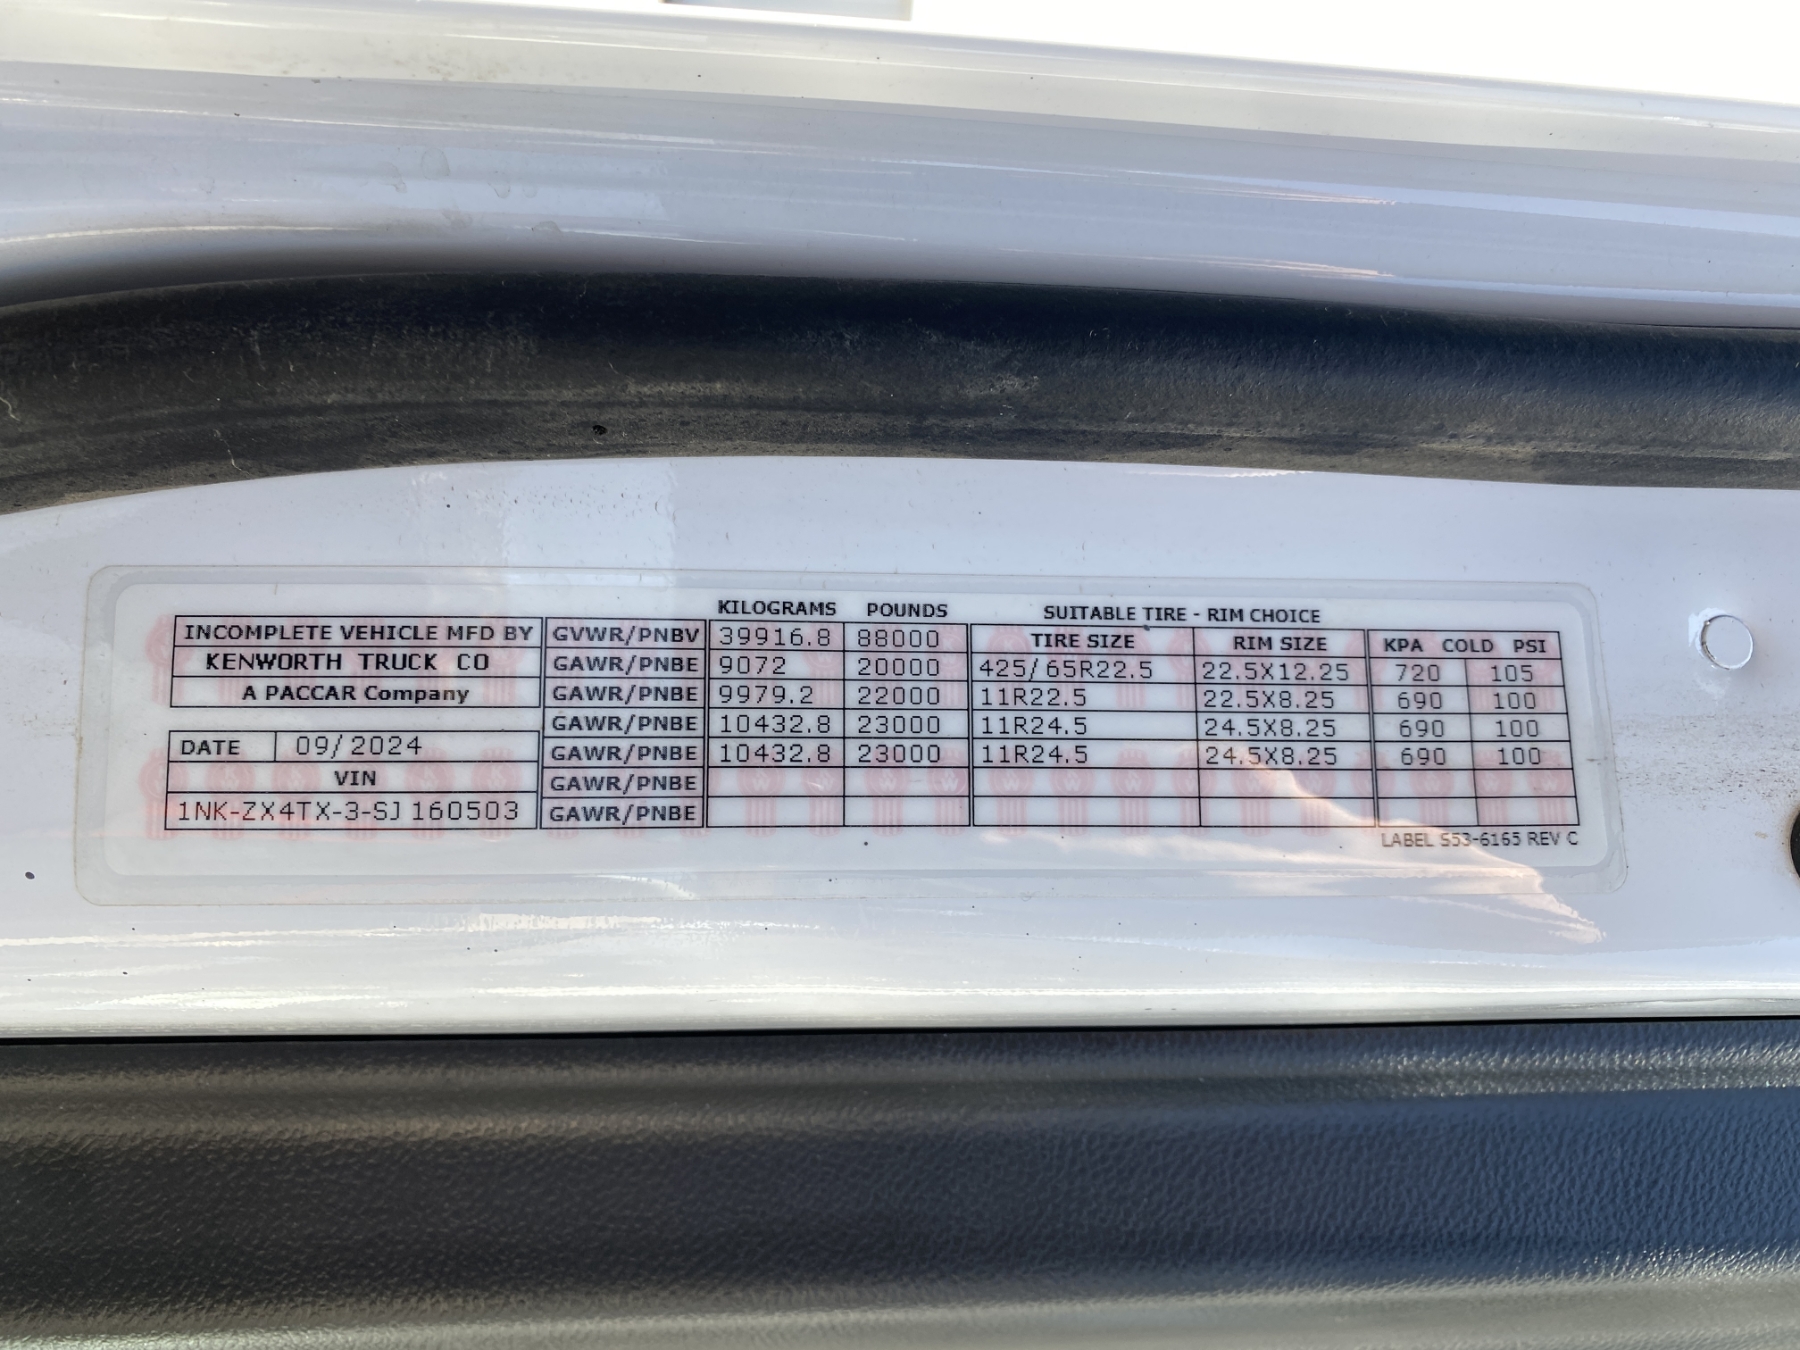 KILOGRAMS POUNDS SUITABLE TIRE - RIM CHOICE
INCOMPLETE VEHICLE MFD BY GVWR/PNBV 39916.8 88000 TIRE SIZE RIM SIZE KPA COLD PSI
KENWORTH TRUCK CO GAWR/PNBE 9072 20000 425/65R22.5 22.5X12.25 720 105
A PACCAR Company GAWR/PNBE 9979.2 22000 11R22.5 22.5X8.25 690 100
GAWR/PNBE 10432.8 23000 11R24.5 24.5X8.25 690 100
DATE 09/2024 GAWR/PNBE 10432.8 23000 11R24.5 24.5X8.25 690 100
VIN GAWR/PNBE
1NK-ZX4TX-3-SJ160503 GAWR/PNBE
LABEL S53-6165 REV C